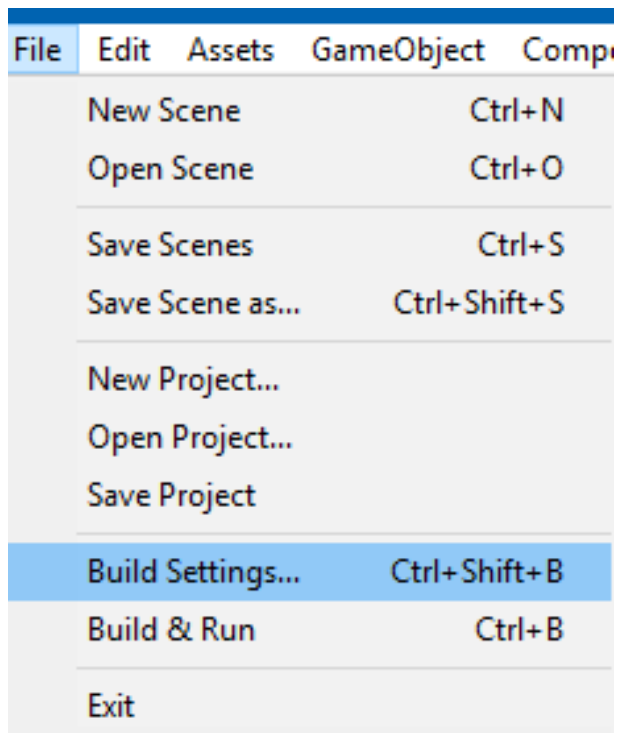 File Edit Assets GameObject Comp
New Scene Ctrl+N
Open Scene Ctrl+O
Save Scenes Ctrl+S
Save Scene as... Ctrl+Shift+S
New Project...
Open Project...
Save Project
Build Settings... Ctrl+Shift+B
Build & Run Ctrl+B
Exit